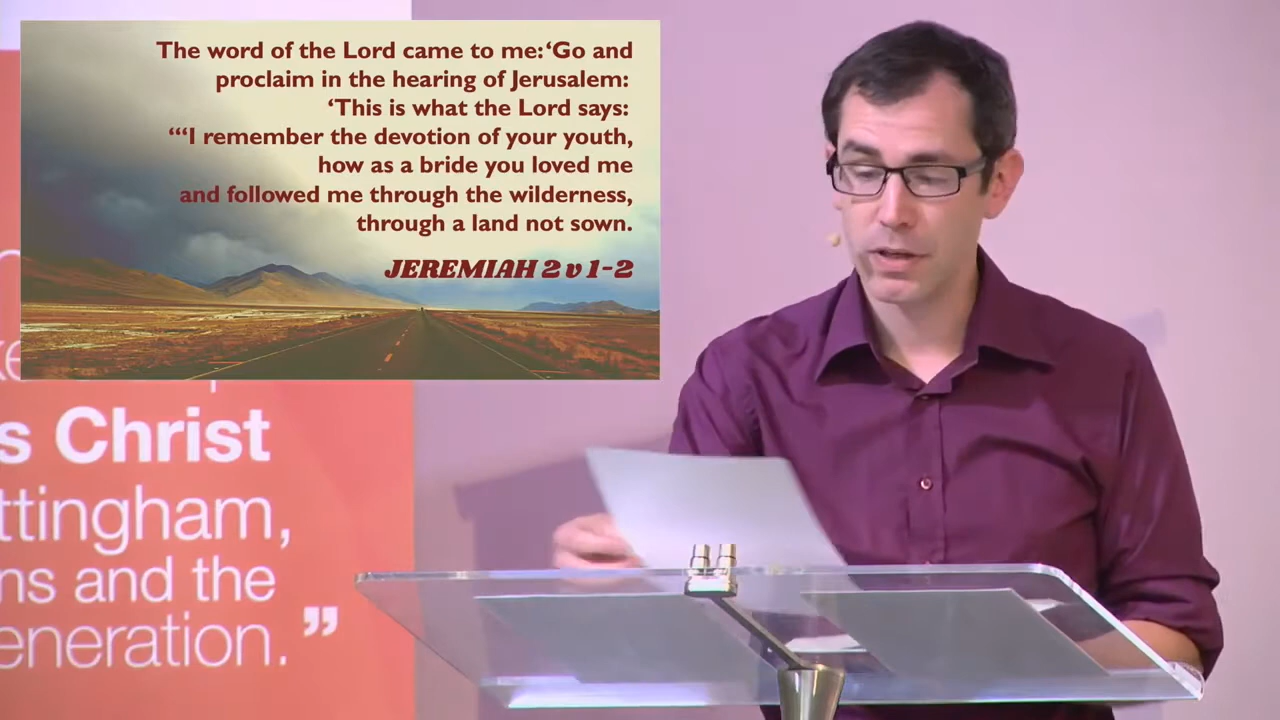 The word of the Lord came to me:‘Go and
proclaim in the hearing of Jerusalem:
‘This is what the Lord says:
“‘I remember the devotion of your youth,
how as a bride you loved me
and followed me through the wilderness,
through a land not sown.
JEREMIAH 2 v 1-2
s Christ
ttingham,
ns and the
eneration.”